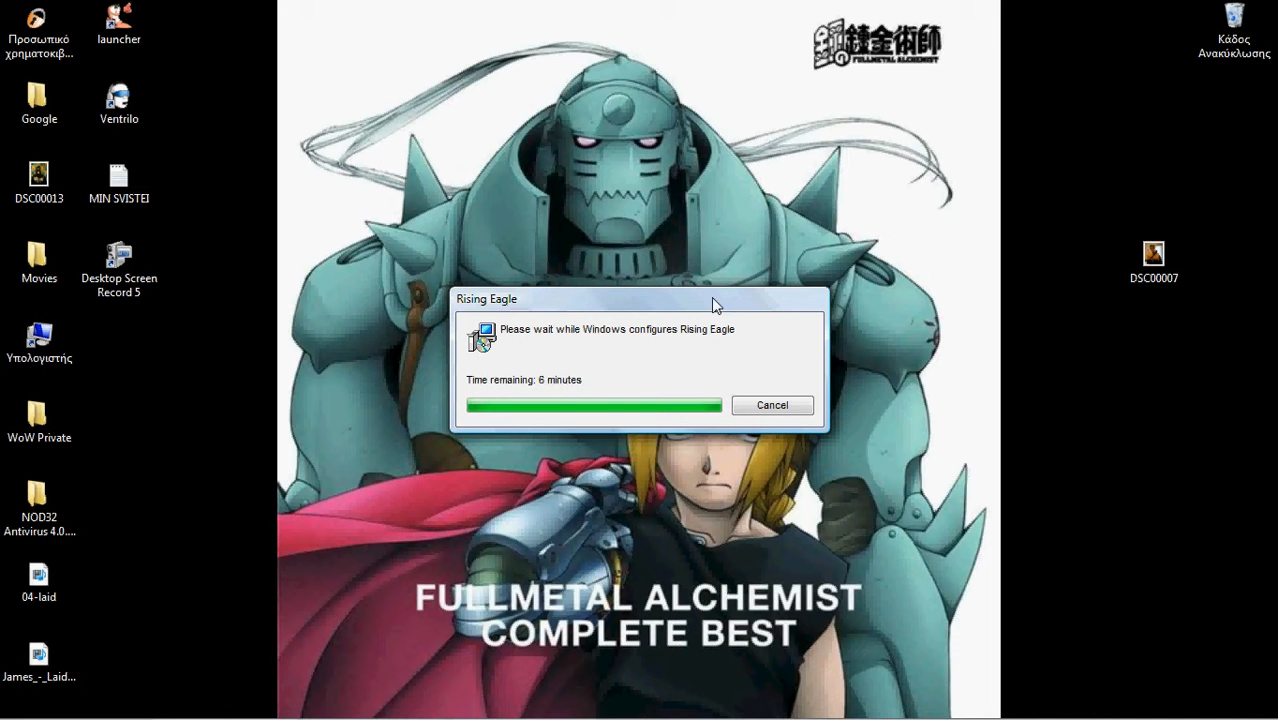 Προσωπικό
χρηματοκιβ...
launcher
Κάδος
Ανακύκλωσης
鋼の錬金術師
FULLMETAL ALCHEMIST
Google
Ventrilo
DSC00013
MIN SVISTEI
Movies
Desktop Screen
Record 5
DSC00007
Rising Eagle
Please wait while Windows configures Rising Eagle
Time remaining: 6 minutes
Cancel
Υπολογιστής
WoW Private
NOD32
Antivirus 4.0....
04-laid
James_-_Laid...
FULLMETAL ALCHEMIST
COMPLETE BEST